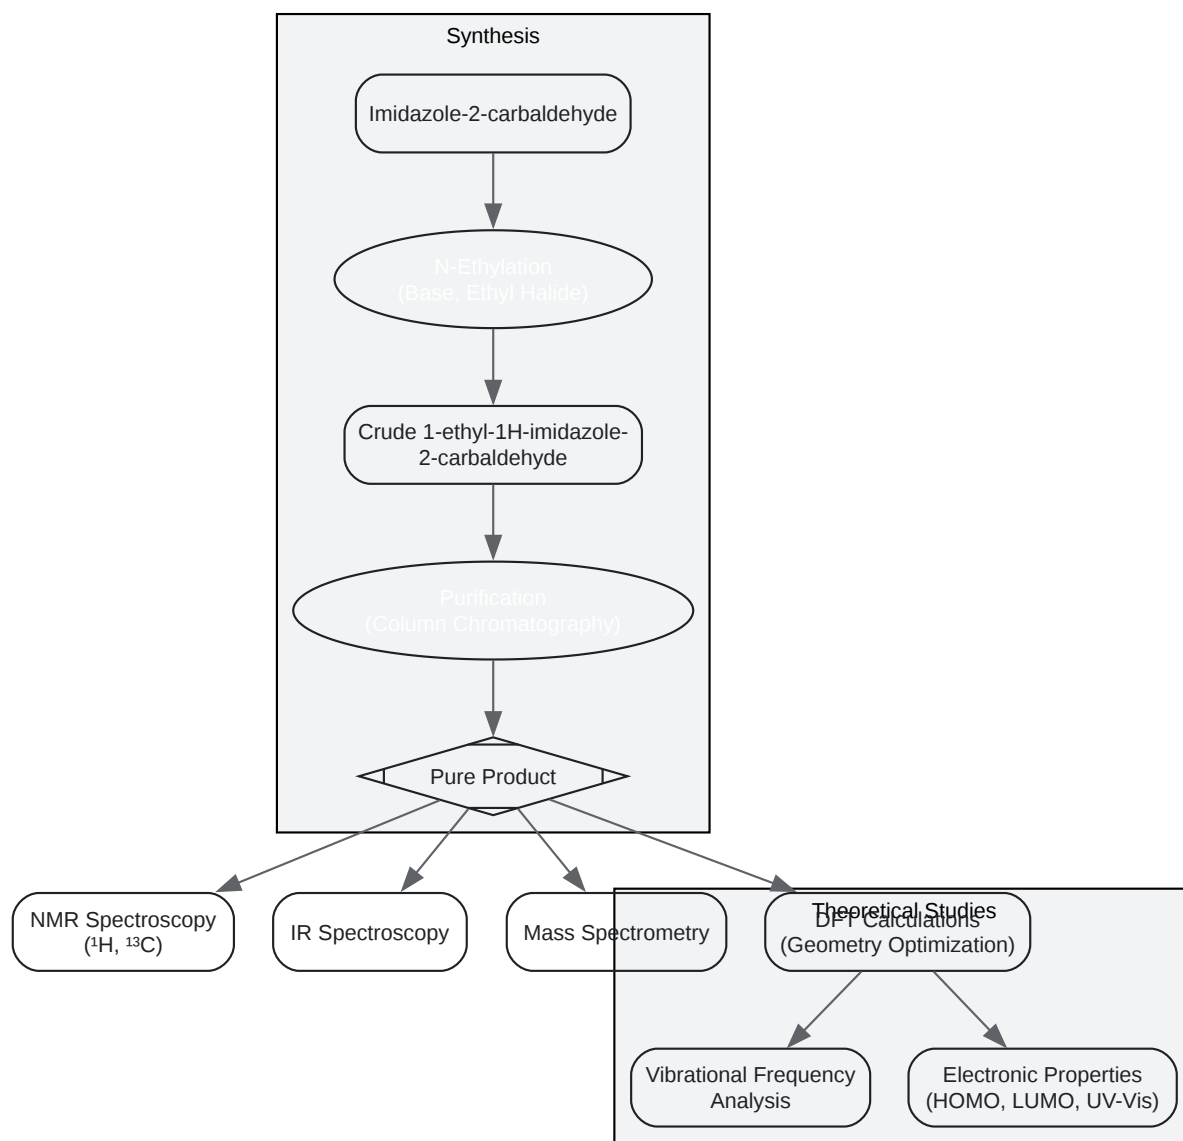 Synthesis
Imidazole-2-carbaldehyde
N-Ethylation
(Base, Ethyl Halide)
Crude 1-ethyl-1H-imidazole-
2-carbaldehyde
Purification
(Column Chromatography)
Pure Product
NMR Spectroscopy
(¹H, ¹³C)
IR Spectroscopy
Mass Spectrometry
Theoretical Studies
DFT Calculations
(Geometry Optimization)
Vibrational Frequency
Analysis
Electronic Properties
(HOMO, LUMO, UV-Vis)